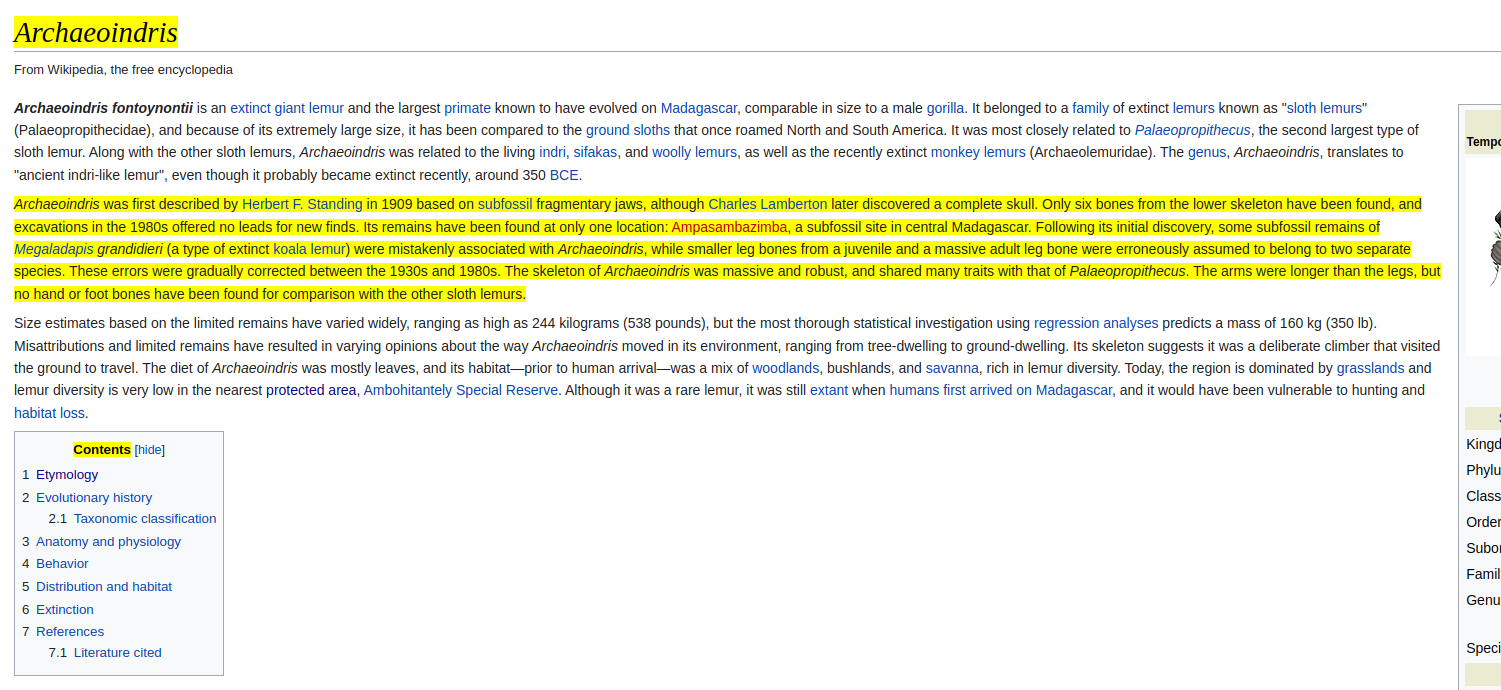 Archaeoindris
From Wikipedia, the free encyclopedia
Archaeoindris fontoynontii is an extinct giant lemur and the largest primate known to have evolved on Madagascar, comparable in size to a male gorilla. It belonged to a family of extinct lemurs known as "sloth lemurs"
(Palaeopropithecidae), and because of its extremely large size, it has been compared to the ground sloths that once roamed North and South America. It was most closely related to Palaeopropithecus, the second largest type of
sloth lemur. Along with the other sloth lemurs, Archaeoindris was related to the living indri, sifakas, and woolly lemurs, as well as the recently extinct monkey lemurs (Archaeolemuridae). The genus, Archaeoindris, translates to
"ancient indri-like lemur", even though it probably became extinct recently, around 350 BCE.
Archaeoindris was first described by Herbert F. Standing in 1909 based on subfossil fragmentary jaws, although Charles Lamberton later discovered a complete skull. Only six bones from the lower skeleton have been found, and
excavations in the 1980s offered no leads for new finds. Its remains have been found at only one location: Ampasambazimba, a subfossil site in central Madagascar. Following its initial discovery, some subfossil remains of
Megaladapis grandidieri (a type of extinct koala lemur) were mistakenly associated with Archaeoindris, while smaller leg bones from a juvenile and a massive adult leg bone were erroneously assumed to belong to two separate
species. These errors were gradually corrected between the 1930s and 1980s. The skeleton of Archaeoindris was massive and robust, and shared many traits with that of Palaeopropithecus. The arms were longer than the legs, but
no hand or foot bones have been found for comparison with the other sloth lemurs.
Size estimates based on the limited remains have varied widely, ranging as high as 244 kilograms (538 pounds), but the most thorough statistical investigation using regression analyses predicts a mass of 160 kg (350 lb).
Misattributions and limited remains have resulted in varying opinions about the way Archaeoindris moved in its environment, ranging from tree-dwelling to ground-dwelling. Its skeleton suggests it was a deliberate climber that visited
the ground to travel. The diet of Archaeoindris was mostly leaves, and its habitat—prior to human arrival—was a mix of woodlands, bushlands, and savanna, rich in lemur diversity. Today, the region is dominated by grasslands and
lemur diversity is very low in the nearest protected area, Ambohitantely Special Reserve. Although it was a rare lemur, it was still extant when humans first arrived on Madagascar, and it would have been vulnerable to hunting and
habitat loss.
Contents [hide]
1 Etymology
2 Evolutionary history
2.1 Taxonomic classification
3 Anatomy and physiology
4 Behavior
5 Distribution and habitat
6 Extinction
7 References
7.1 Literature cited
Tempo
Kingd
Phylu
Class
Order
Subor
Famil
Genu
Speci